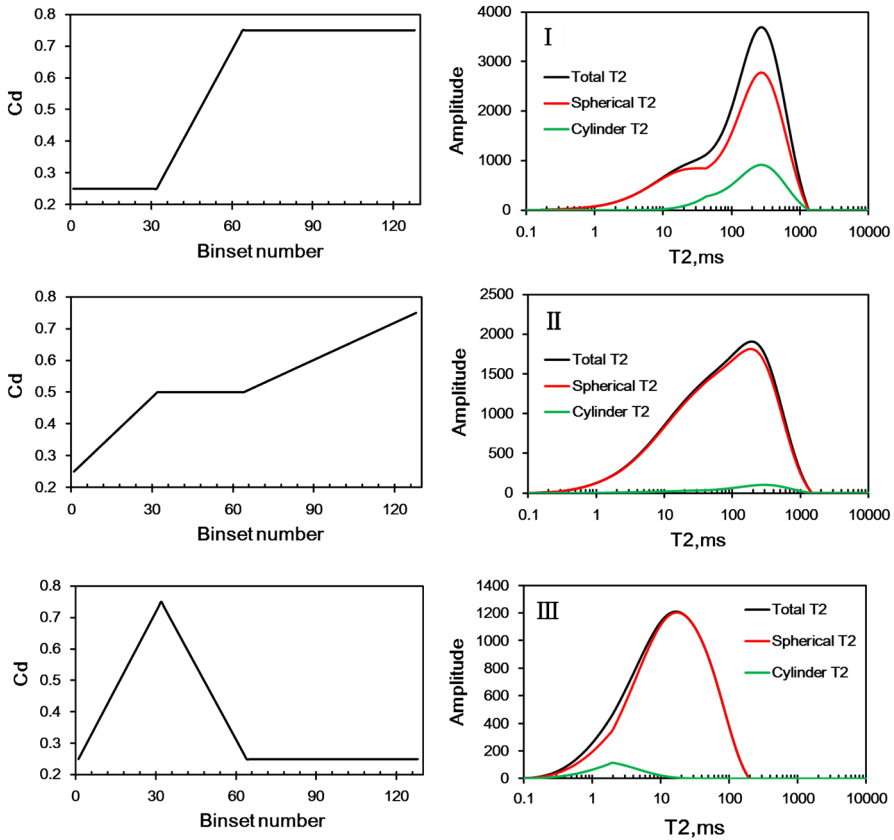 0.8
0.7
0.6
0.5
0.4
0.3
0.2
Cd
0 30 60 90 120
Binset number
Ⅰ
4000
3000
2000
1000
0
Amplitude
Total T2
Spherical T2
Cylinder T2
0.1 1 10 100 1000 10000
T2,ms
0.8
0.7
0.6
0.5
0.4
0.3
0.2
Cd
0 30 60 90 120
Binset number
Ⅱ
2500
2000
1500
1000
500
0
Amplitude
Total T2
Spherical T2
Cylinder T2
0.1 1 10 100 1000 10000
T2,ms
0.8
0.7
0.6
0.5
0.4
0.3
0.2
Cd
0 30 60 90 120
Binset number
Ⅲ
1400
1200
1000
800
600
400
200
0
Amplitude
Total T2
Spherical T2
Cylinder T2
0.1 1 10 100 1000 10000
T2,ms